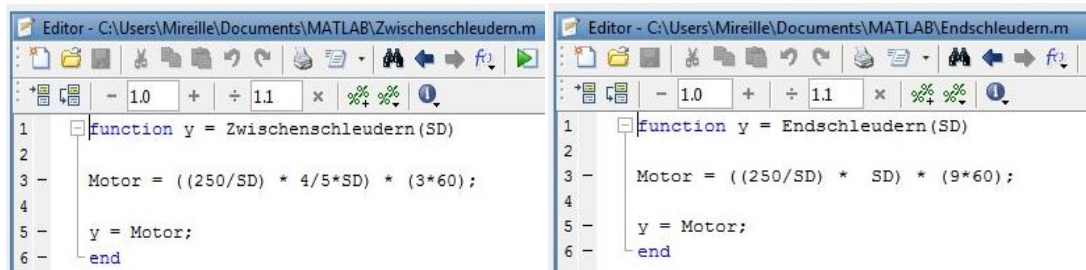 Editor - C:\Users\Mireille\Documents\MATLAB\Zwischenschleudern.m
1.0
1.1
1 function y = Zwischenschleudern(SD)
2
3 Motor = ((250/SD) * 4/5*SD) * (3*60);
4
5 y = Motor;
6 end
Editor - C:\Users\Mireille\Documents\MATLAB\Endschleudern.m
1.0
1.1
1 function y = Endschleudern(SD)
2
3 Motor = ((250/SD) *  SD) * (9*60);
4
5 y = Motor;
6 end